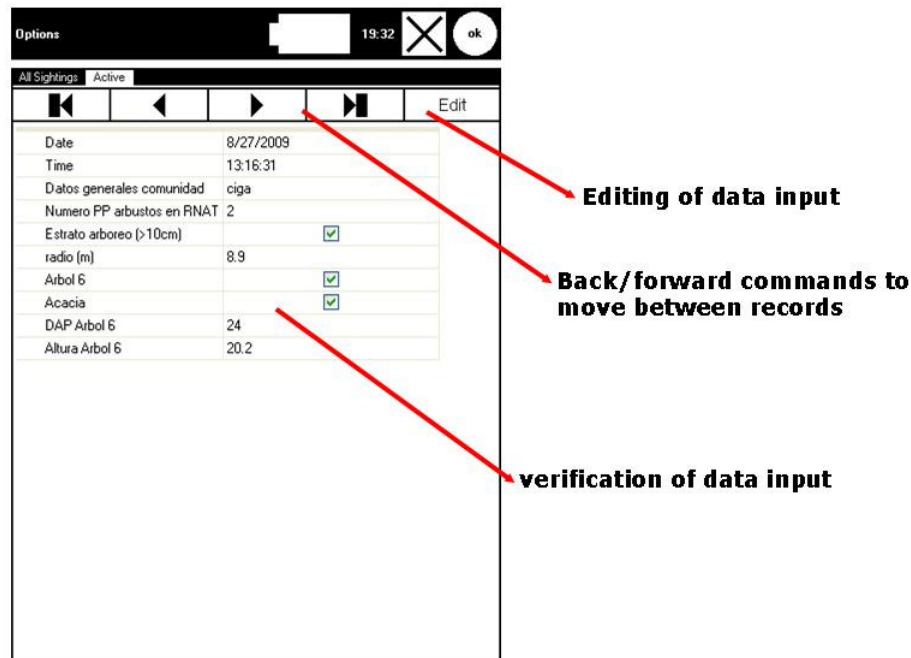 Options 19:32 ok
All Sightings Active
Edit
Date 8/27/2009
Time 13:16:31
Datos generales comunidad ciga
Numero PP arbustos en RNAT 2
Estrato arboreo (>10cm)
radio (m) 8.9
Arbol 6
Acacia
DAP Arbol 6 24
Altura Arbol 6 20.2
Editing of data input
Back/forward commands to
move between records
verification of data input